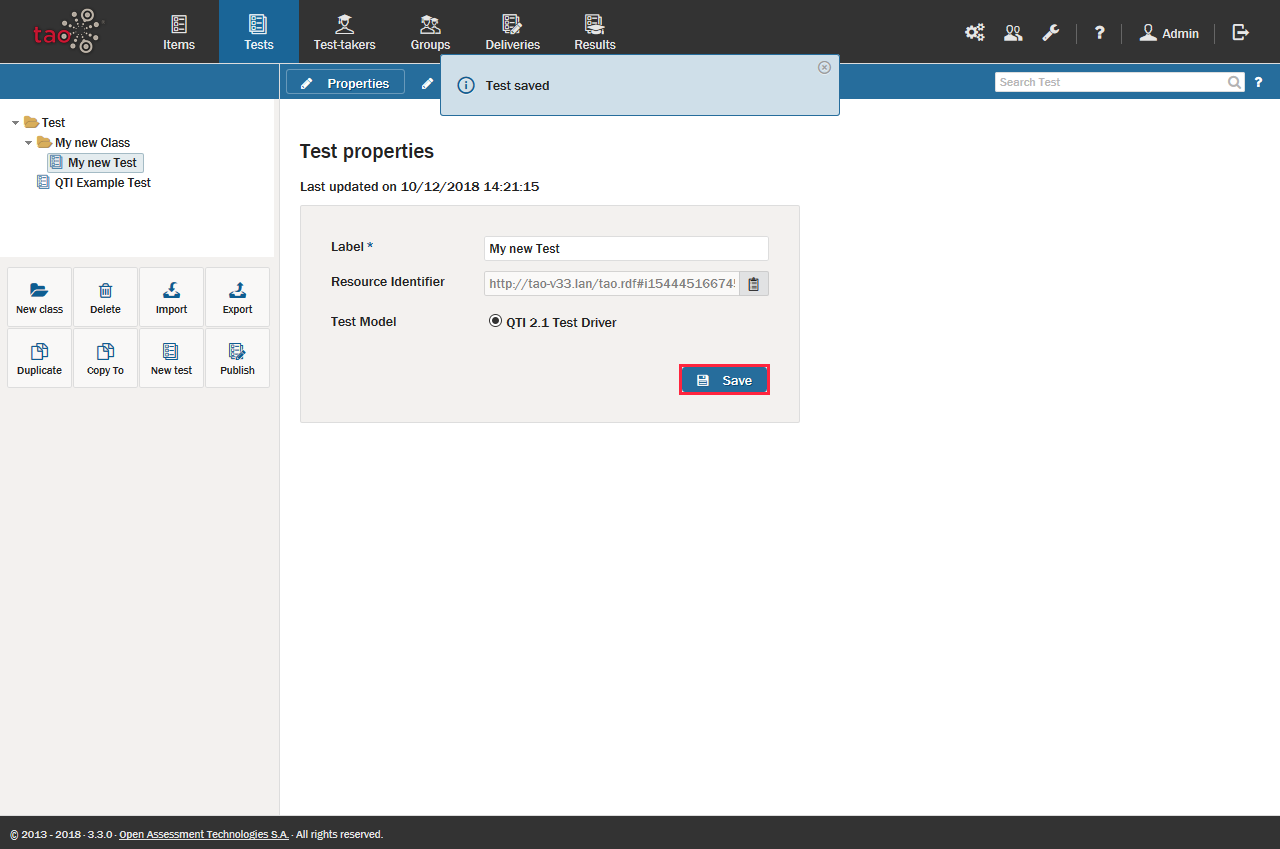 tao
Items
Tests
Test-takers
Groups
Deliveries
Results
?
Admin
Properties
Test saved
Search Test
?
Test
My new Class
My new Test
QTI Example Test
New class
Delete
Import
Export
Duplicate
Copy To
New test
Publish
Test properties
Last updated on 10/12/2018 14:21:15
Label *
My new Test
Resource Identifier
http://tao-v33.lan/tao.rdf#i154445166745
Test Model
QTI 2.1 Test Driver
Save
© 2013 - 2018 · 3.3.0 · Open Assessment Technologies S.A. · All rights reserved.